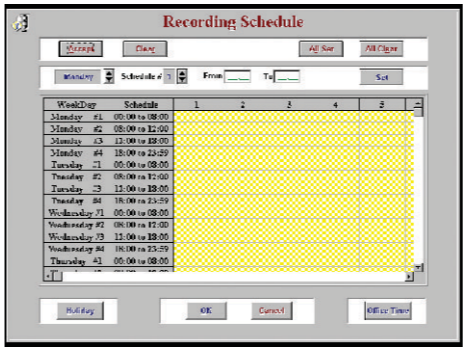 Recording Schedule
Accept Clear All Set All Clear
Monday Schedule # 1 From To Set
WeekDay Schedule 1 2 3 4 5
Monday #1 00:00 to 08:00
Monday #2 08:00 to 12:00
Monday #3 12:00 to 18:00
Monday #4 18:00 to 23:59
Tuesday #1 00:00 to 08:00
Tuesday #2 08:00 to 12:00
Tuesday #3 12:00 to 18:00
Tuesday #4 18:00 to 23:59
Wednesday #1 00:00 to 08:00
Wednesday #2 08:00 to 12:00
Wednesday #3 12:00 to 18:00
Wednesday #4 18:00 to 23:59
Thursday #1 00:00 to 08:00
Holiday OK Cancel Office Time